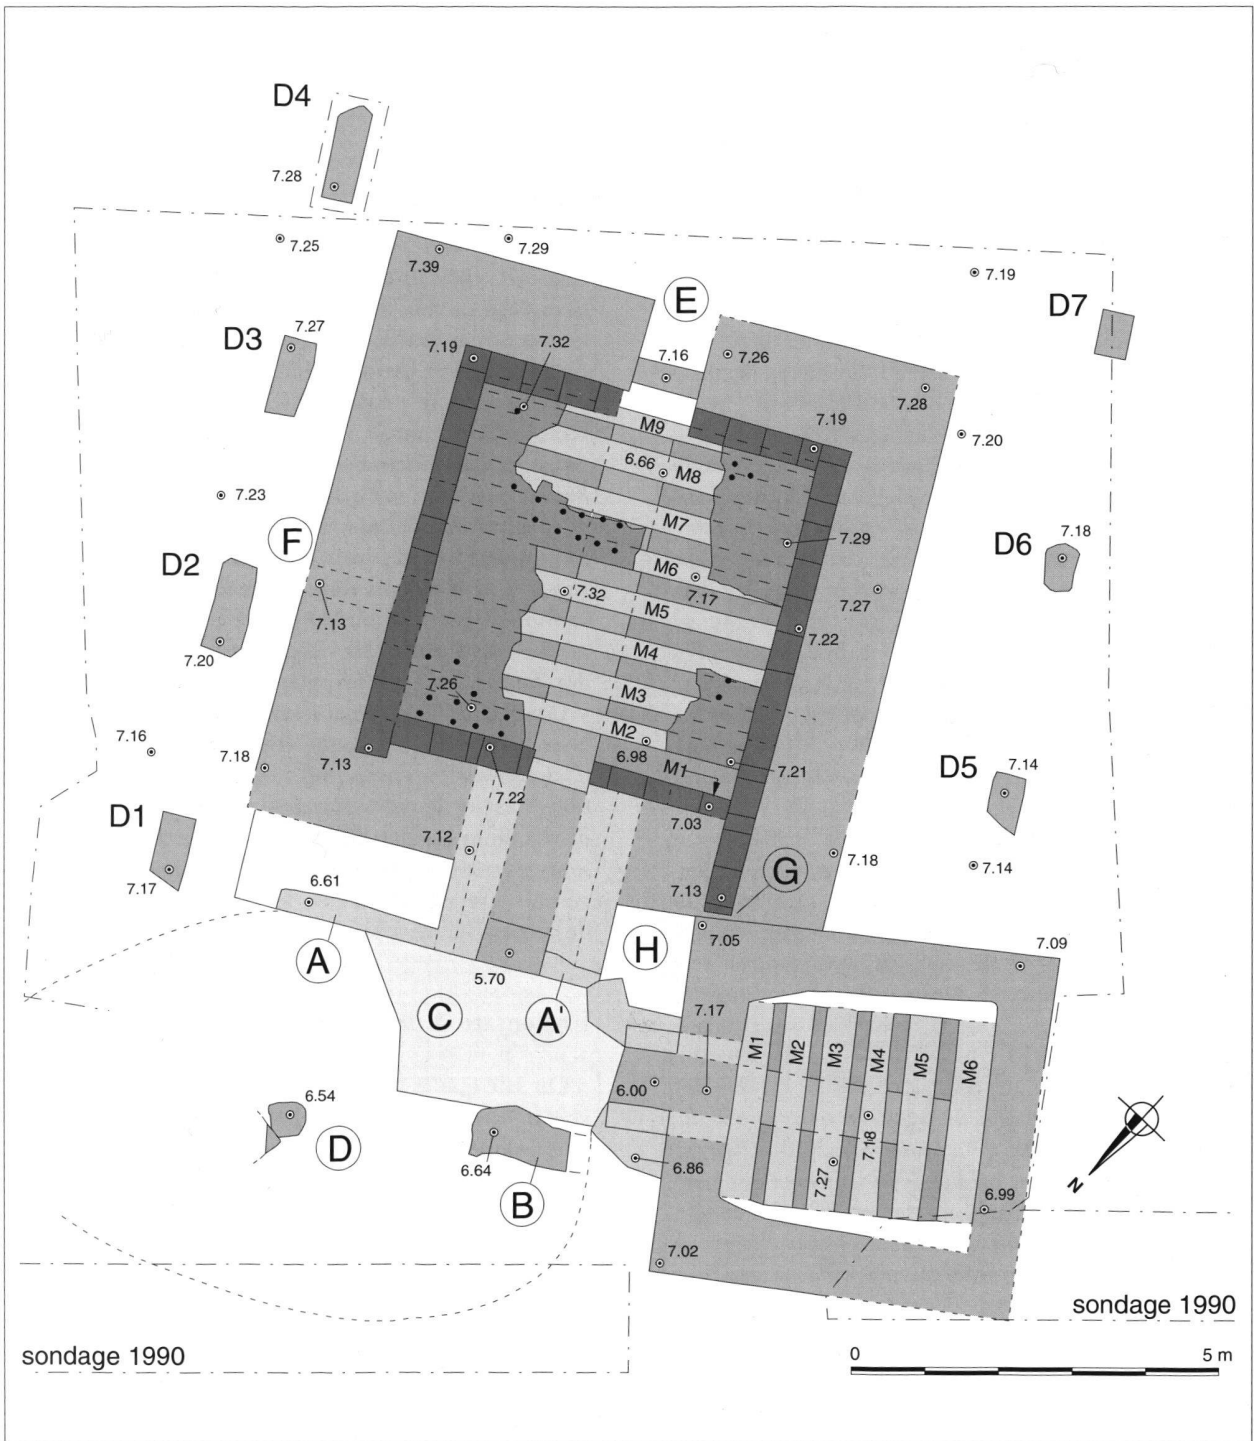 D4
7.28
7.25
7.29
7.39
7.19
E
D7
D3
7.27
7.19
7.32
7.16
7.26
7.28
7.19
7.20
M9
6.66
M8
7.23
M7
F
7.29
D6
7.18
D2
M6
7.17
7.32
7.27
M5
7.13
7.22
7.20
M4
7.26
M3
M2
7.16
7.18
7.13
6.98
M1
7.21
D5
7.14
7.22
7.03
D1
7.12
7.18
7.14
7.17
6.61
7.13
G
A
H
7.05
7.09
5.70
C
A'
7.17
M1
M2
M3
M4
M5
M6
6.00
6.54
D
7.18
6.64
6.86
7.27
B
6.99
N
7.02
sondage 1990
sondage 1990
0
5 m